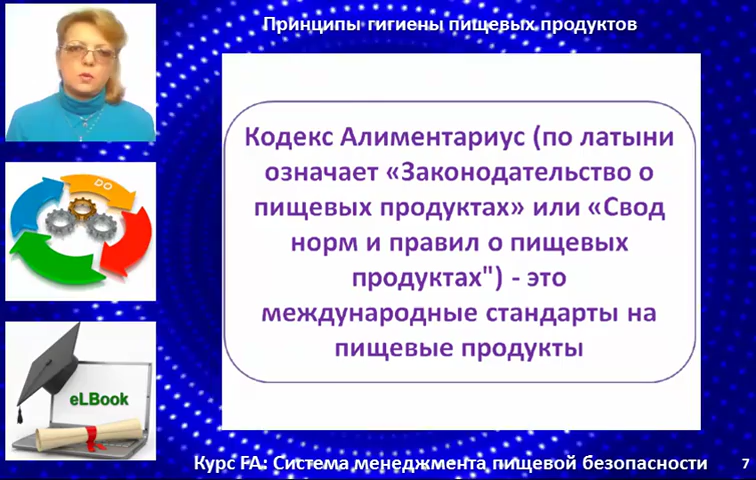 Принципы гигиены пищевых продуктов
Кодекс Алиментариус (по латыни
означает «Законодательство о
пищевых продуктах» или «Свод
норм и правил о пищевых
продуктах") - это
международные стандарты на
пищевые продукты
DO
eLBook
Курс FA: Система менеджмента пищевой безопасности
7